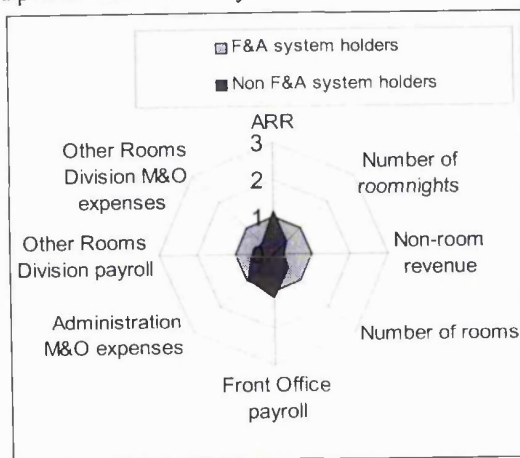 F&A system holders
Non F&A system holders
ARR
3
2
1
Number of
roomnights
Non-room
revenue
Number of rooms
Front Office
payroll
Administration
M&O expenses
Other Rooms
Division payroll
Other Rooms
Division M&O
expenses